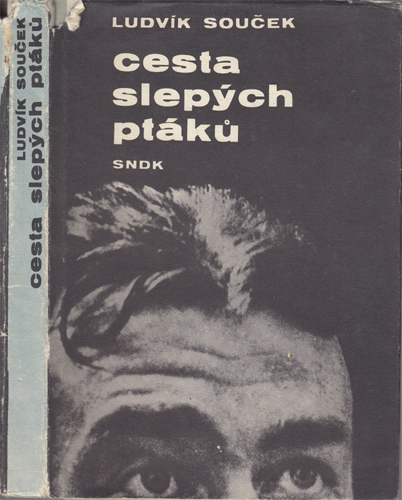 LUDVÍK SOUČEK
cesta slepých ptáků
LUDVÍK SOUČEK
cesta
slepých
ptáků
SNDK